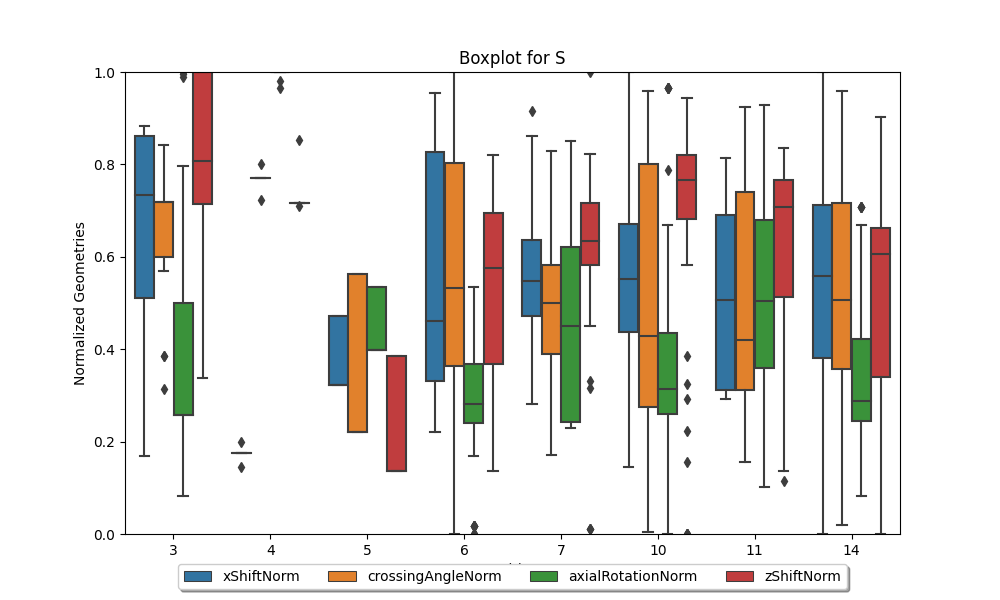 Boxplot for S
Normalized Geometries
1.0
0.8
0.6
0.4
0.2
0.0
3 4 5 6 7 10 11 14
xShiftNorm crossingAngleNorm axialRotationNorm zShiftNorm